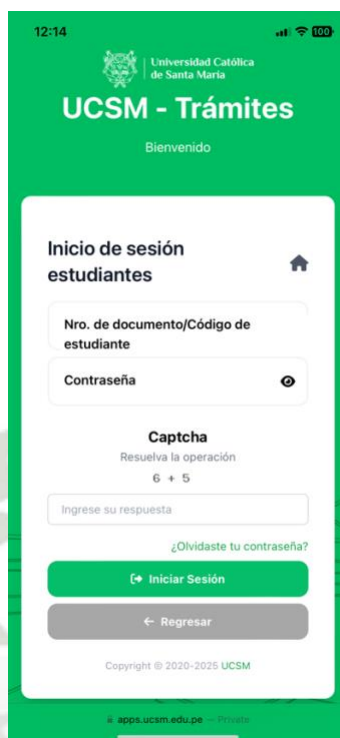 12:14
100
Universidad Católica
de Santa María
UCSM - Trámites
Bienvenido
Inicio de sesión
estudiantes
Nro. de documento/Código de
estudiante
Contraseña
Captcha
Resuelva la operación
6 + 5
Ingrese su respuesta
¿Olvidaste tu contraseña?
Iniciar Sesión
← Regresar
Copyright © 2020-2025 UCSM
apps.ucsm.edu.pe — Private